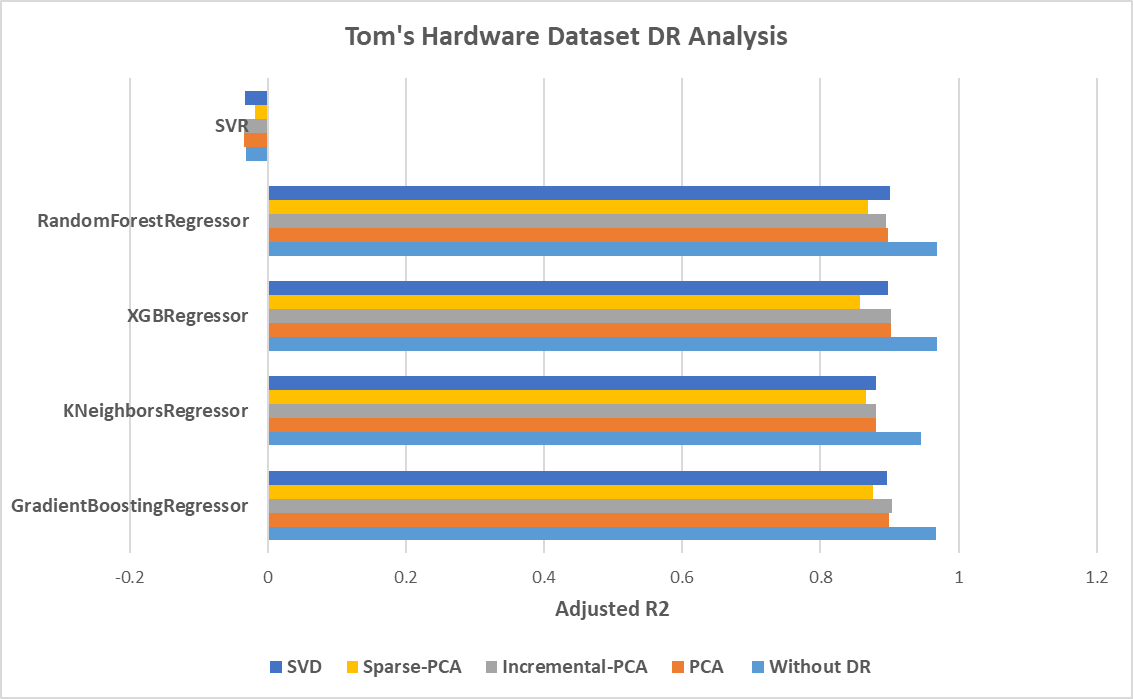 Tom's Hardware Dataset DR Analysis
SVR
RandomForestRegressor
XGBRegressor
KNeighborsRegressor
GradientBoostingRegressor
-0.2 0 0.2 0.4 0.6 0.8 1 1.2
Adjusted R2
SVD Sparse-PCA Incremental-PCA PCA Without DR